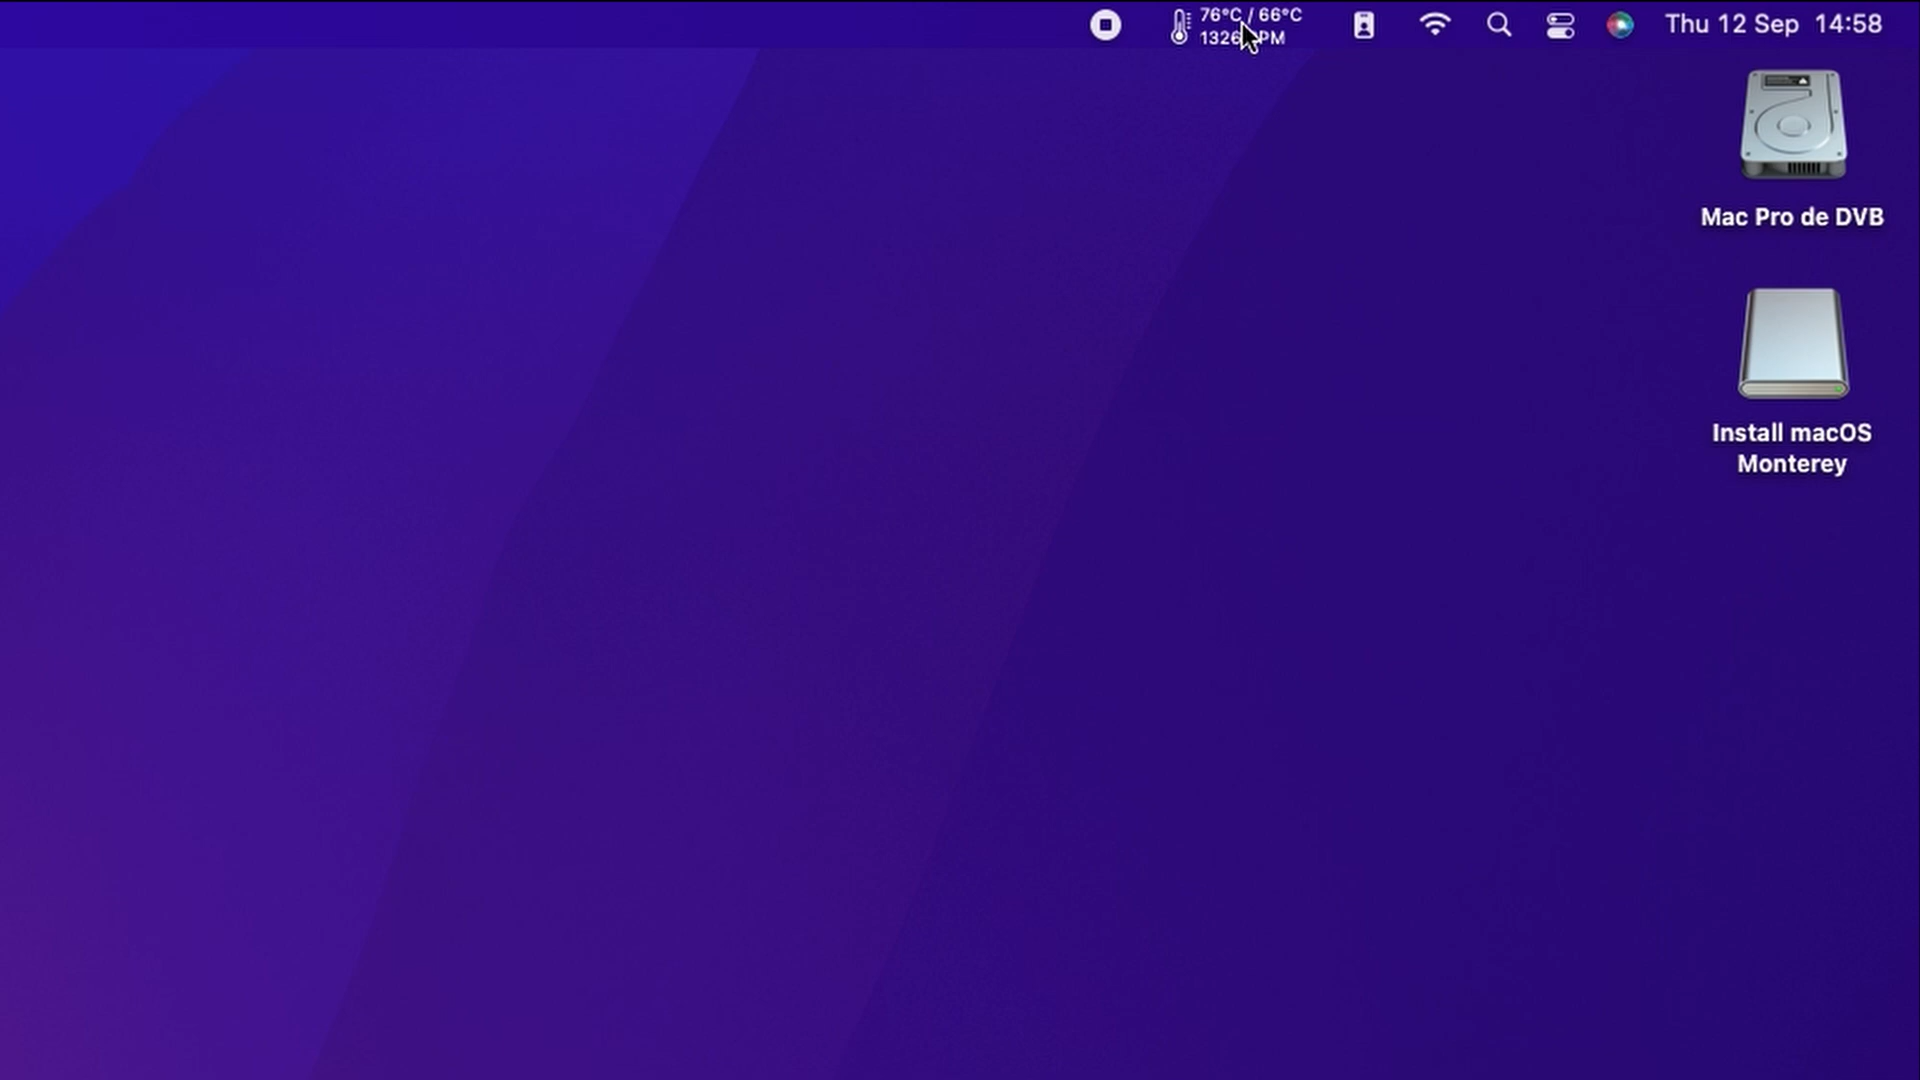 76°C / 66°C
Thu 12 Sep 14:58
Mac Pro de DVB
Install macOS
Monterey